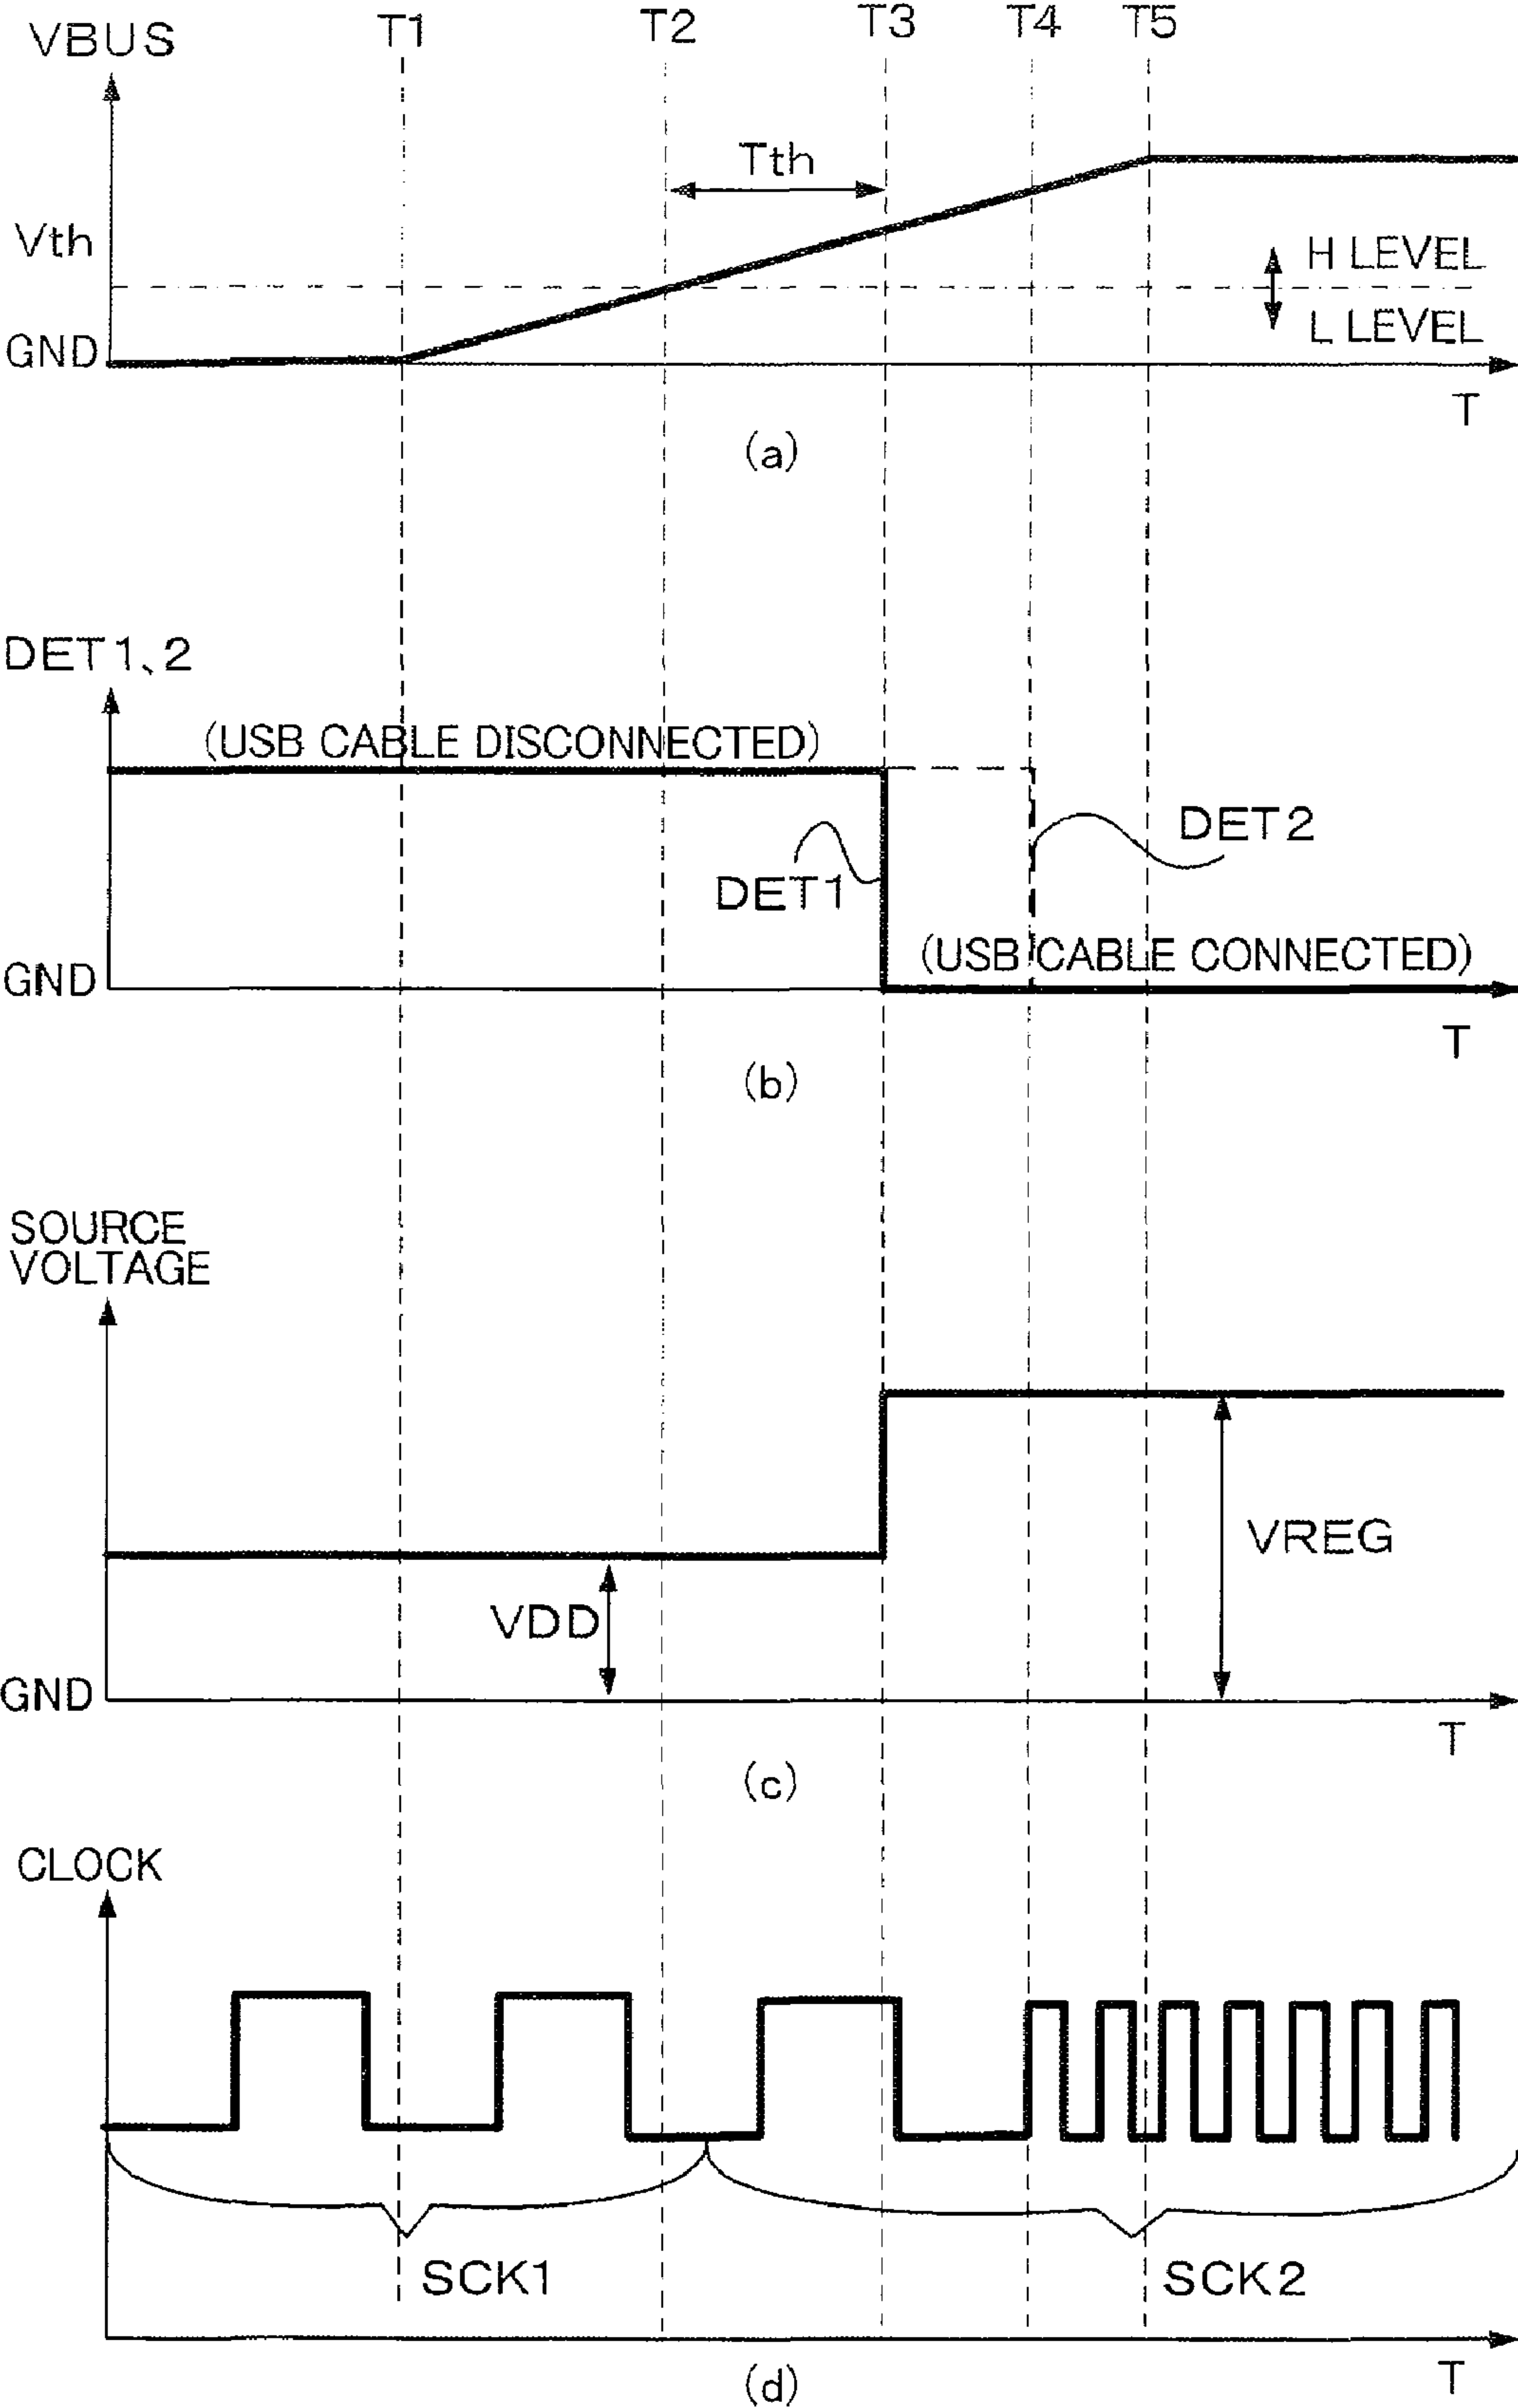 T1 T2 T3 T4 T5
VBUS
Tth
Vth
H LEVEL
L LEVEL
GND
T
(a)
DET1、2
(USB CABLE DISCONNECTED)
DET2
DET1
(USB CABLE CONNECTED)
GND
T
(b)
SOURCE
VOLTAGE
VREG
VDD
GND
T
(c)
CLOCK
SCK1 SCK2
T
(d)